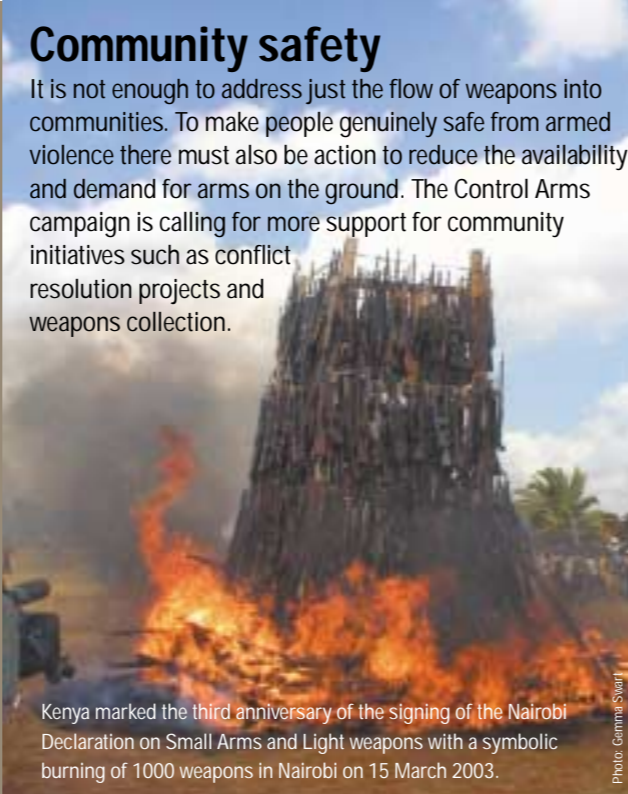 Community safety
It is not enough to address just the flow of weapons into
communities. To make people genuinely safe from armed
violence there must also be action to reduce the availability
and demand for arms on the ground. The Control Arms
campaign is calling for more support for community
initiatives such as conflict
resolution projects and
weapons collection.
Kenya marked the third anniversary of the signing of the Nairobi
Declaration on Small Arms and Light weapons with a symbolic
burning of 1000 weapons in Nairobi on 15 March 2003.
Photo: Gemma Swart